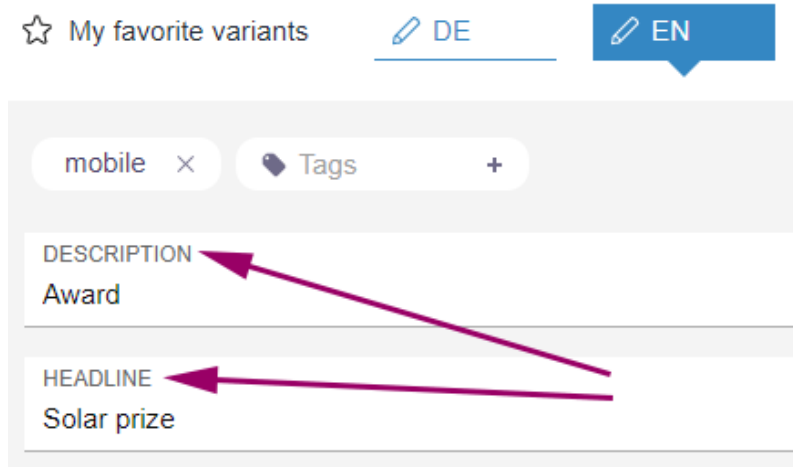 My favorite variants DE EN
mobile Tags
DESCRIPTION
Award
HEADLINE
Solar prize